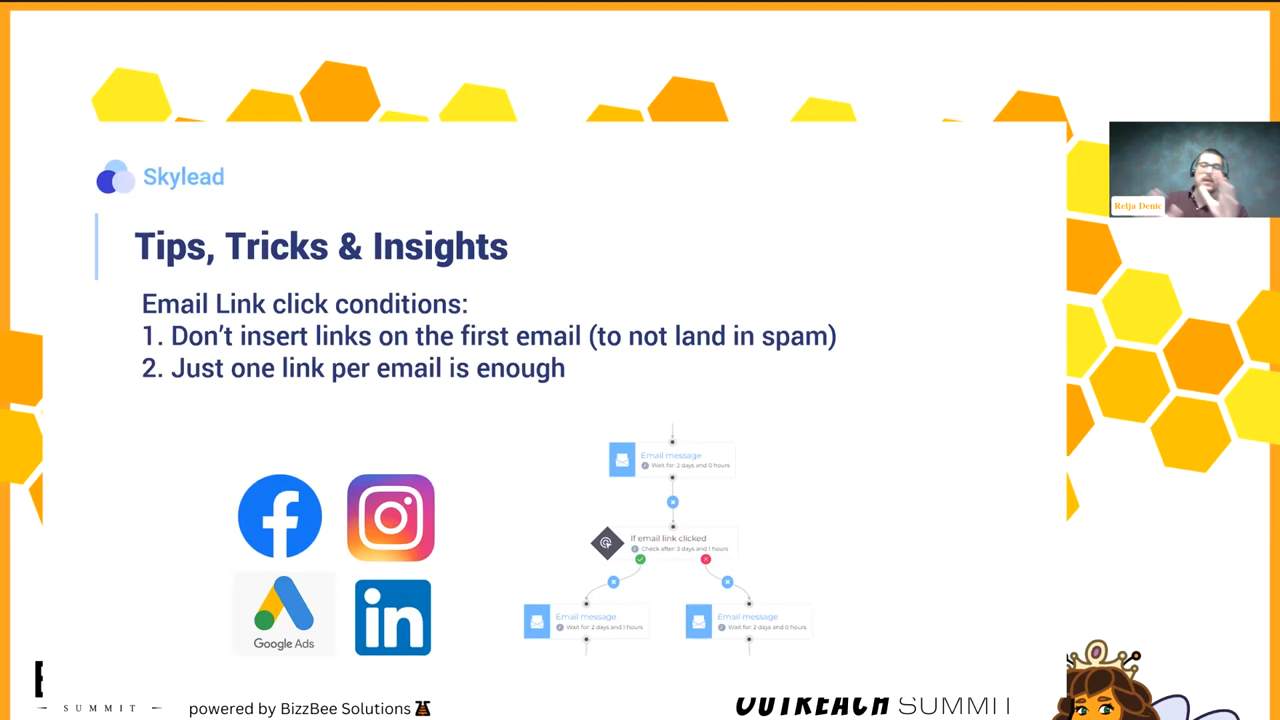 Skylead
Relja Denic
Tips, Tricks & Insights
Email Link click conditions:
1. Don’t insert links on the first email (to not land in spam)
2. Just one link per email is enough
Email message
Wait for: 2 days and 0 hours
If email link clicked
Check after: 3 days and 1 hours
Email message
Wait for: 2 days and 1 hours
Email message
Wait for: 2 days and 0 hours
in
Google Ads
SUMMIT
powered by BizzBee Solutions
OUTREACH SUMMIT